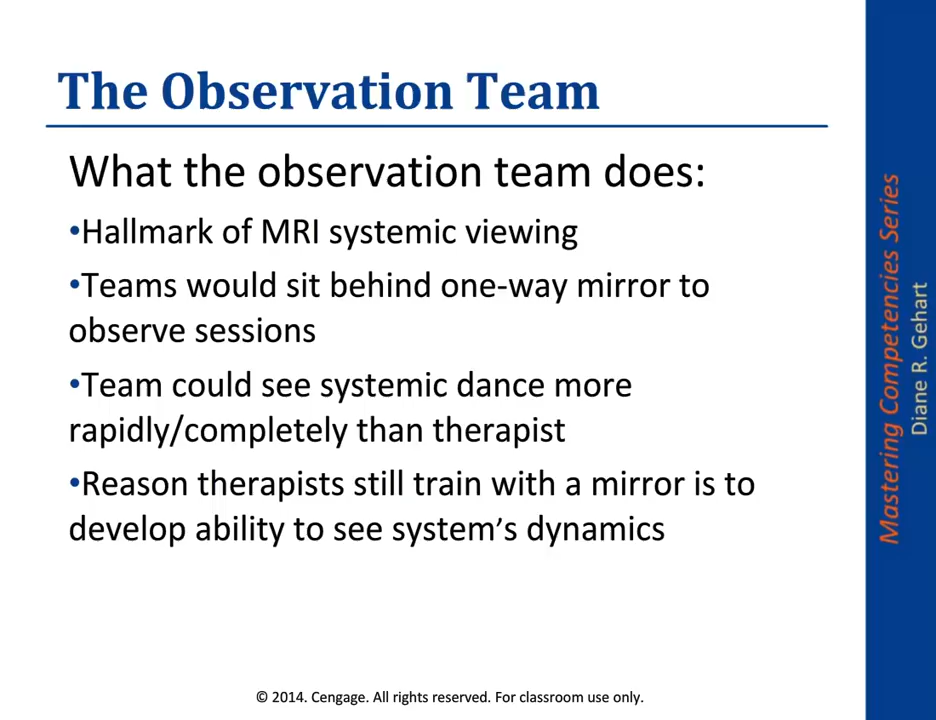 The Observation Team
What the observation team does:
•Hallmark of MRI systemic viewing
•Teams would sit behind one-way mirror to
observe sessions
•Team could see systemic dance more
rapidly/completely than therapist
•Reason therapists still train with a mirror is to
develop ability to see system’s dynamics
© 2014. Cengage. All rights reserved. For classroom use only.
Mastering Competencies Series
Diane R. Gehart